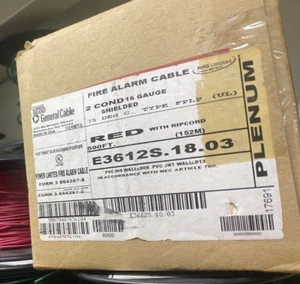 General Cable
FIRE ALARM CABLE
2 COND 16 GAUGE
SHIELDED
75 DEG C. TYPE FPLP (UL)
RED WITH RIPCORD
500FT. (152M)
E3612S.18.03
POWER LIMITED FIRE ALARM CABLE
IN ACCORDANCE WITH NEC ARTICLE 760.
PLENUM
17691
E3612S.18.03